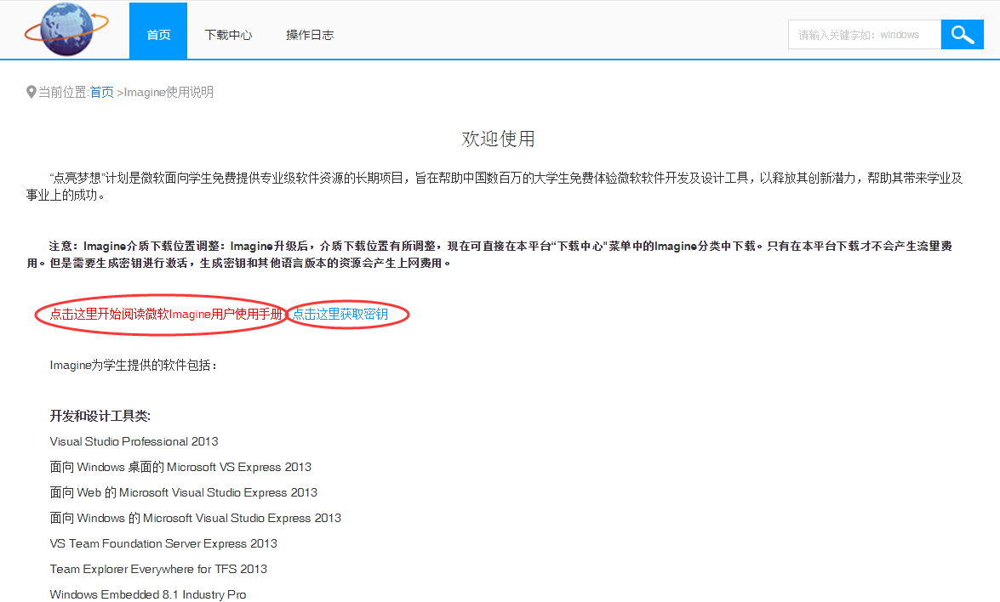 首页 下载中心 操作日志 请输入关键字如：windows
当前位置:首页 >Imagine使用说明
欢迎使用
“点亮梦想”计划是微软面向学生免费提供专业级软件资源的长期项目，旨在帮助中国数百万的大学生免费体验微软软件开发及设计工具，以释放其创新潜力，帮助其带来学业及
事业上的成功。
注意：Imagine介质下载位置调整：Imagine升级后，介质下载位置有所调整，现在可直接在本平台“下载中心”菜单中的Imagine分类中下载。只有在本平台下载才不会产生流量费
用。但是需要生成密钥进行激活，生成密钥和其他语言版本的资源会产生上网费用。
点击这里开始阅读微软Imagine用户使用手册 点击这里获取密钥
Imagine为学生提供的软件包括：
开发和设计工具类:
Visual Studio Professional 2013
面向 Windows 桌面的 Microsoft VS Express 2013
面向 Web 的 Microsoft Visual Studio Express 2013
面向 Windows 的 Microsoft Visual Studio Express 2013
VS Team Foundation Server Express 2013
Team Explorer Everywhere for TFS 2013
Windows Embedded 8.1 Industry Pro